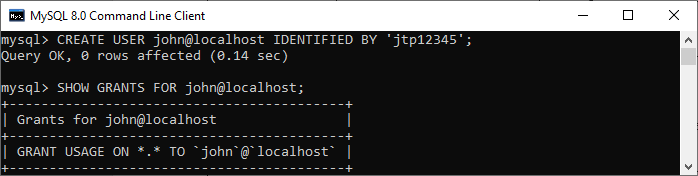 MySQL 8.0 Command Line Client
mysql> CREATE USER john@localhost IDENTIFIED BY 'jtp12345';
Query OK, 0 rows affected (0.14 sec)
mysql> SHOW GRANTS FOR john@localhost;
+-------------------------------------------+
| Grants for john@localhost                 |
+-------------------------------------------+
| GRANT USAGE ON *.* TO `john`@`localhost` |
+-------------------------------------------+